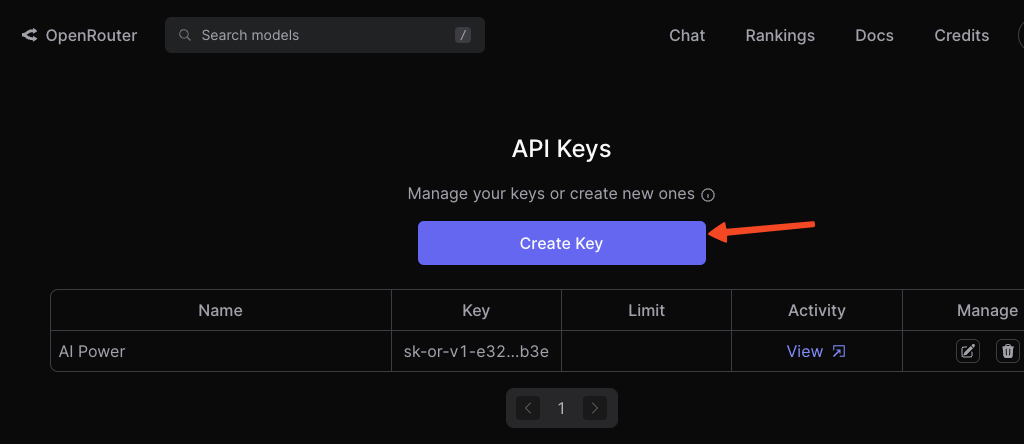 OpenRouter Search models / Chat Rankings Docs Credits
API Keys
Manage your keys or create new ones
Create Key
Name Key Limit Activity Manage
AI Power sk-or-v1-e32...b3e View
1